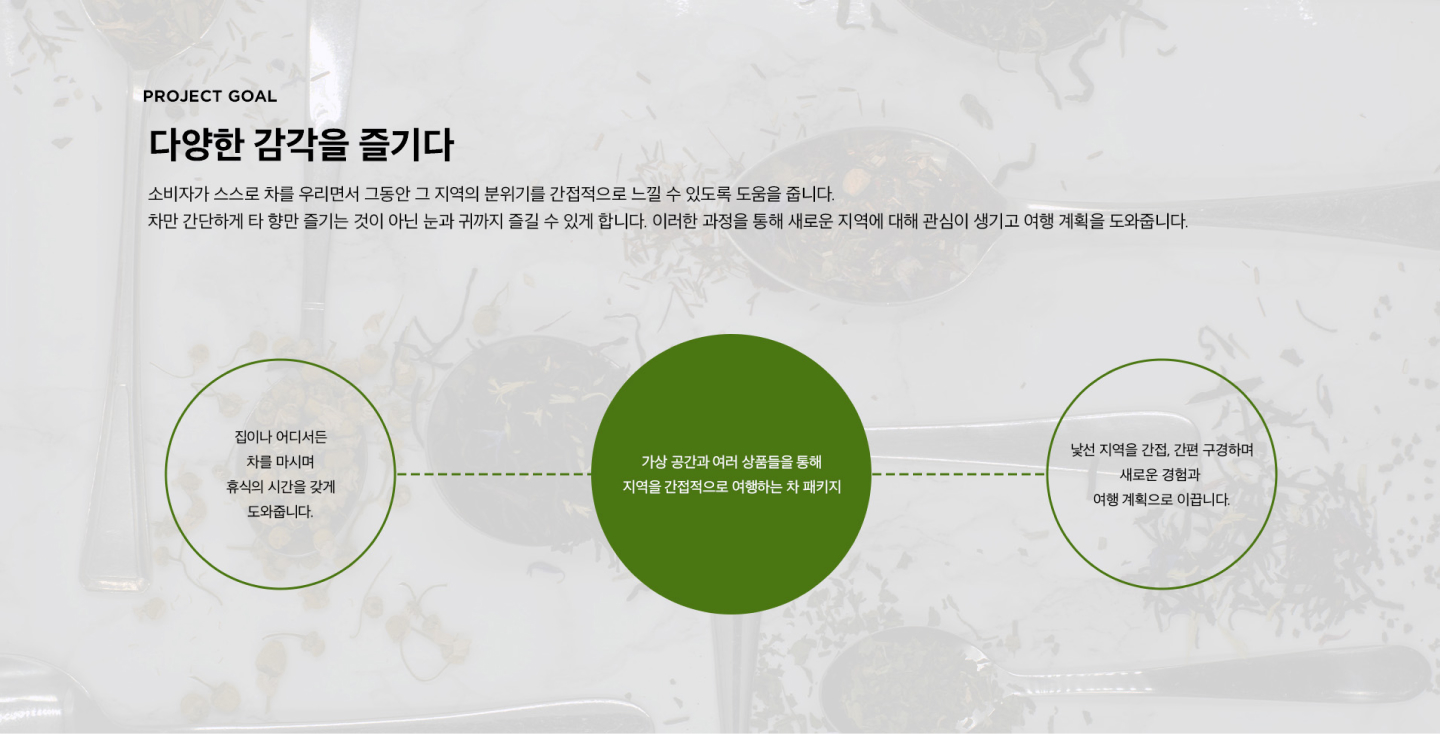 PROJECT GOAL
다양한 감각을 즐기다
소비자가 스스로 차를 우리면서 그동안 그 지역의 분위기를 간접적으로 느낄 수 있도록 도움을 줍니다.
차만 간단하게 타 향만 즐기는 것이 아닌 눈과 귀까지 즐길 수 있게 합니다. 이러한 과정을 통해 새로운 지역에 대해 관심이 생기고 여행 계획을 도와줍니다.
집이나 어디서든
차를 마시며
휴식의 시간을 갖게
도와줍니다.
가상 공간과 여러 상품들을 통해
지역을 간접적으로 여행하는 차 패키지
낯선 지역을 간접, 간편 구경하며
새로운 경험과
여행 계획으로 이끕니다.